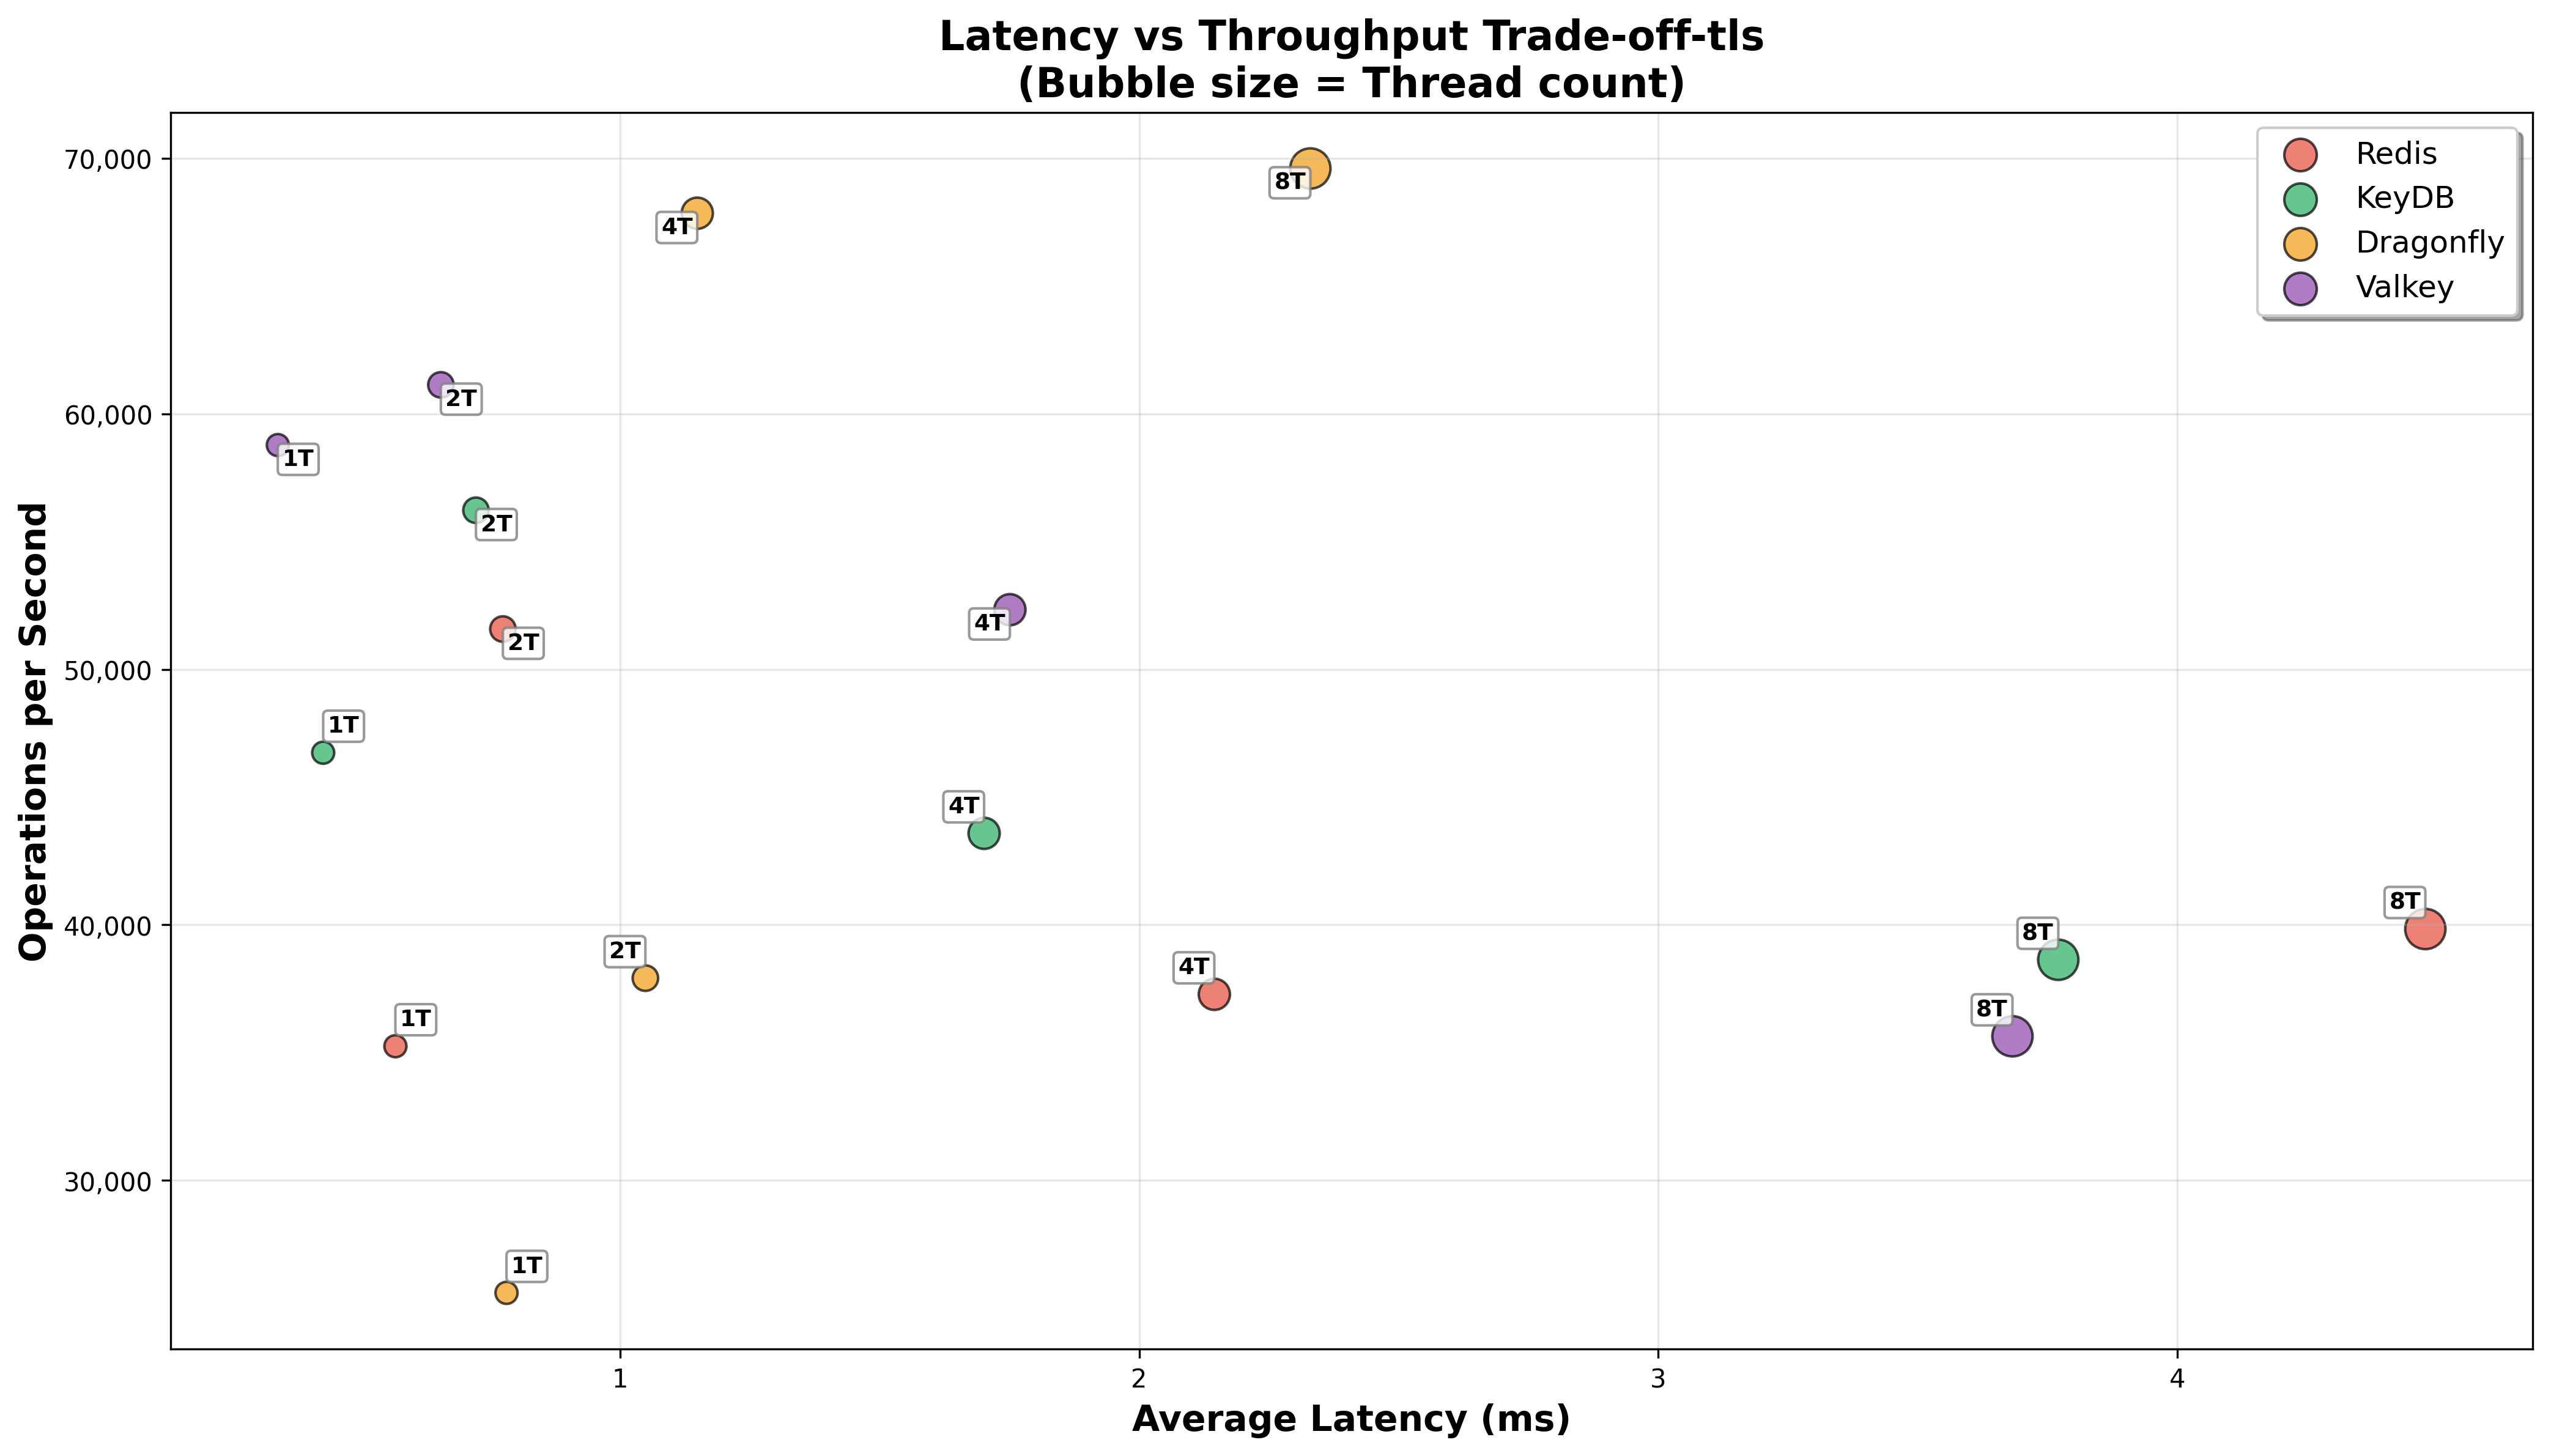 Latency vs Throughput Trade-off-tls
(Bubble size = Thread count)
Operations per Second
70,000
60,000
50,000
40,000
30,000
8T
4T
2T
1T
2T
4T
2T
1T
4T
8T
8T
2T
4T
8T
1T
1T
Redis
KeyDB
Dragonfly
Valkey
1 2 3 4
Average Latency (ms)